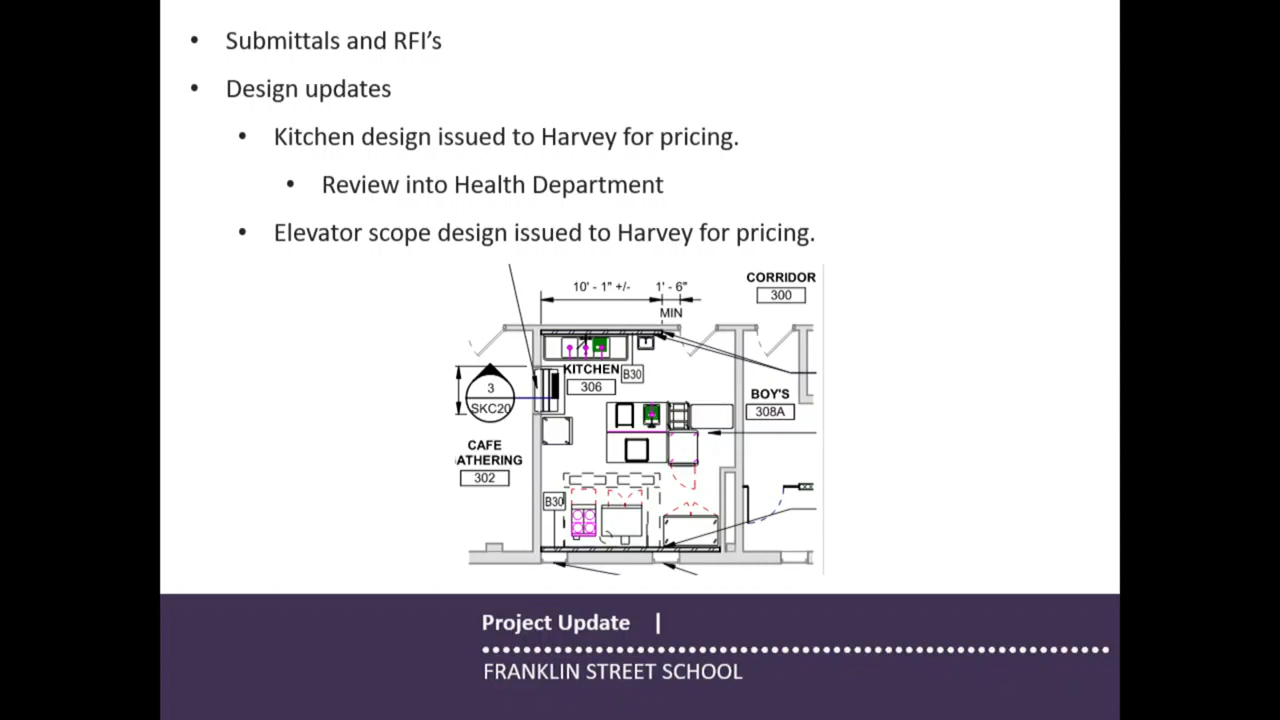 • Submittals and RFI’s
• Design updates
• Kitchen design issued to Harvey for pricing.
• Review into Health Department
• Elevator scope design issued to Harvey for pricing.
CORRIDOR
300
10' - 1" +/-
1' - 6"
MIN
KITCHEN
306
B30
3
SKC20
BOY'S
308A
CAFE
ATHERING
302
B30
Project Update |
FRANKLIN STREET SCHOOL